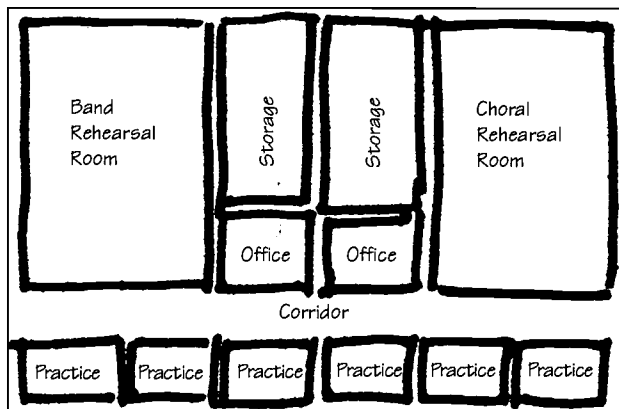 Band
Rehearsal
Room
Storage
Storage
Choral
Rehearsal
Room
Office
Office
Corridor
Practice
Practice
Practice
Practice
Practice
Practice